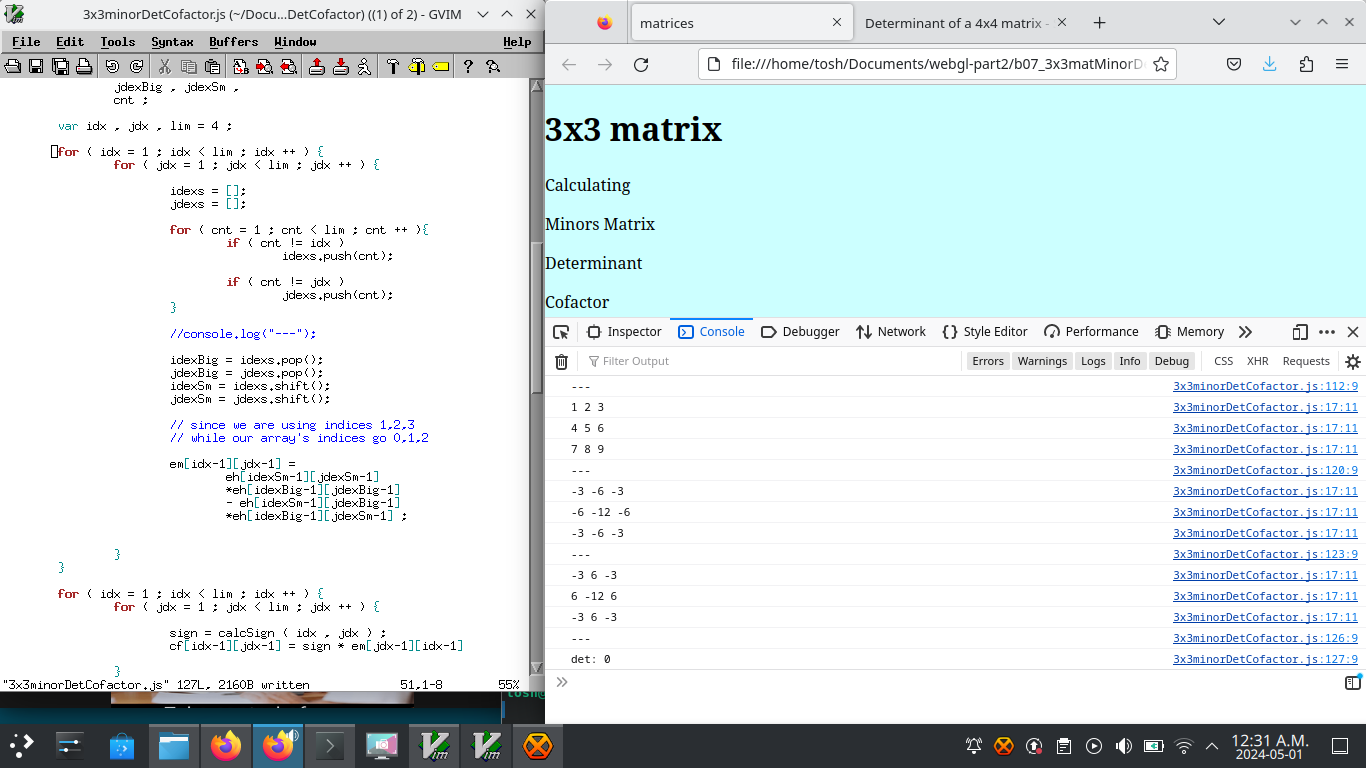 3x3minorDetCofactor.js (~/Docu...DetCofactor) ((1) of 2) - GVIM
File Edit Tools Syntax Buffers Window Help
jdexBig , jdexSm ,
cnt ;
var idx , jdx , lim = 4 ;
for ( idx = 1 ; idx < lim ; idx ++ ) {
for ( jdx = 1 ; jdx < lim ; jdx ++ ) {
idexs = [];
jdexs = [];
for ( cnt = 1 ; cnt < lim ; cnt ++ ){
if ( cnt != idx )
idexs.push(cnt);
if ( cnt != jdx )
jdexs.push(cnt);
}
//console.log("---");
idexBig = idexs.pop();
jdexBig = jdexs.pop();
idexSm = idexs.shift();
jdexSm = jdexs.shift();
// since we are using indices 1,2,3
// while our array's indices go 0,1,2
em[idx-1][jdx-1] =
eh[idexSm-1][jdexSm-1]
*eh[idexBig-1][jdexBig-1]
- eh[idexSm-1][jdexBig-1]
*eh[idexBig-1][jdexSm-1] ;
}
}
for ( idx = 1 ; idx < lim ; idx ++ ) {
for ( jdx = 1 ; jdx < lim ; jdx ++ ) {
sign = calcSign ( idx , jdx ) ;
cf[idx-1][jdx-1] = sign * em[jdx-1][idx-1]
}
"3x3minorDetCofactor.js" 127L, 2160B written 51,1-8 55%
tosh@
matrices
Determinant of a 4x4 matrix -
file:///home/tosh/Documents/webgl-part2/b07_3x3matMinorD
3x3 matrix
Calculating
Minors Matrix
Determinant
Cofactor
Inspector Console Debugger Network Style Editor Performance Memory
Filter Output Errors Warnings Logs Info Debug CSS XHR Requests
--- 3x3minorDetCofactor.js:112:9
1 2 3 3x3minorDetCofactor.js:17:11
4 5 6 3x3minorDetCofactor.js:17:11
7 8 9 3x3minorDetCofactor.js:17:11
--- 3x3minorDetCofactor.js:120:9
-3 -6 -3 3x3minorDetCofactor.js:17:11
-6 -12 -6 3x3minorDetCofactor.js:17:11
-3 -6 -3 3x3minorDetCofactor.js:17:11
--- 3x3minorDetCofactor.js:123:9
-3 6 -3 3x3minorDetCofactor.js:17:11
6 -12 6 3x3minorDetCofactor.js:17:11
-3 6 -3 3x3minorDetCofactor.js:17:11
--- 3x3minorDetCofactor.js:126:9
det: 0 3x3minorDetCofactor.js:127:9
12:31 A.M.
2024-05-01